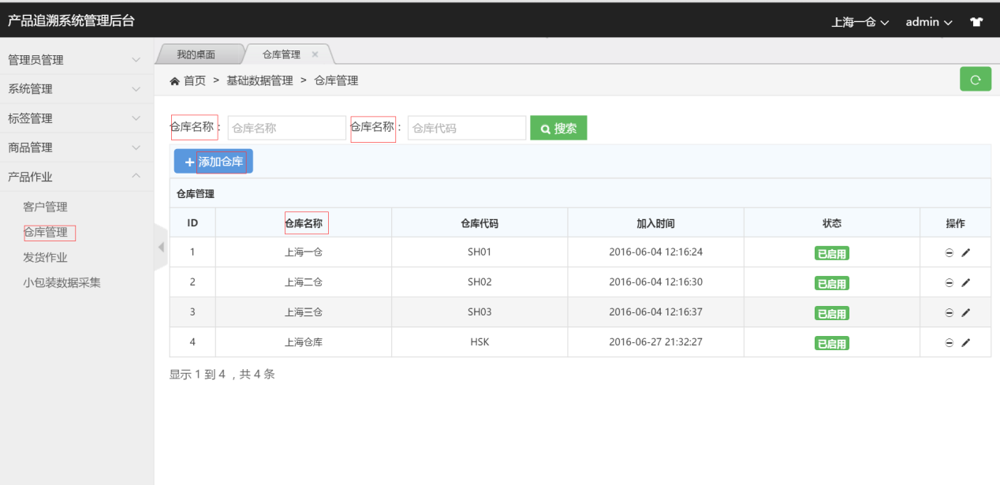 产品追溯系统管理后台 上海一仓 admin
管理员管理
系统管理
标签管理
商品管理
产品作业
客户管理
仓库管理
发货作业
小包装数据采集
我的桌面 仓库管理 ×
首页 > 基础数据管理 > 仓库管理
仓库名称： 仓库名称 仓库名称： 仓库代码 搜索
+ 添加仓库
仓库管理
ID 仓库名称 仓库代码 加入时间 状态 操作
1 上海一仓 SH01 2016-06-04 12:16:24 已启用
2 上海二仓 SH02 2016-06-04 12:16:30 已启用
3 上海三仓 SH03 2016-06-04 12:16:37 已启用
4 上海仓库 HSK 2016-06-27 21:32:27 已启用
显示 1 到 4 ，共 4 条